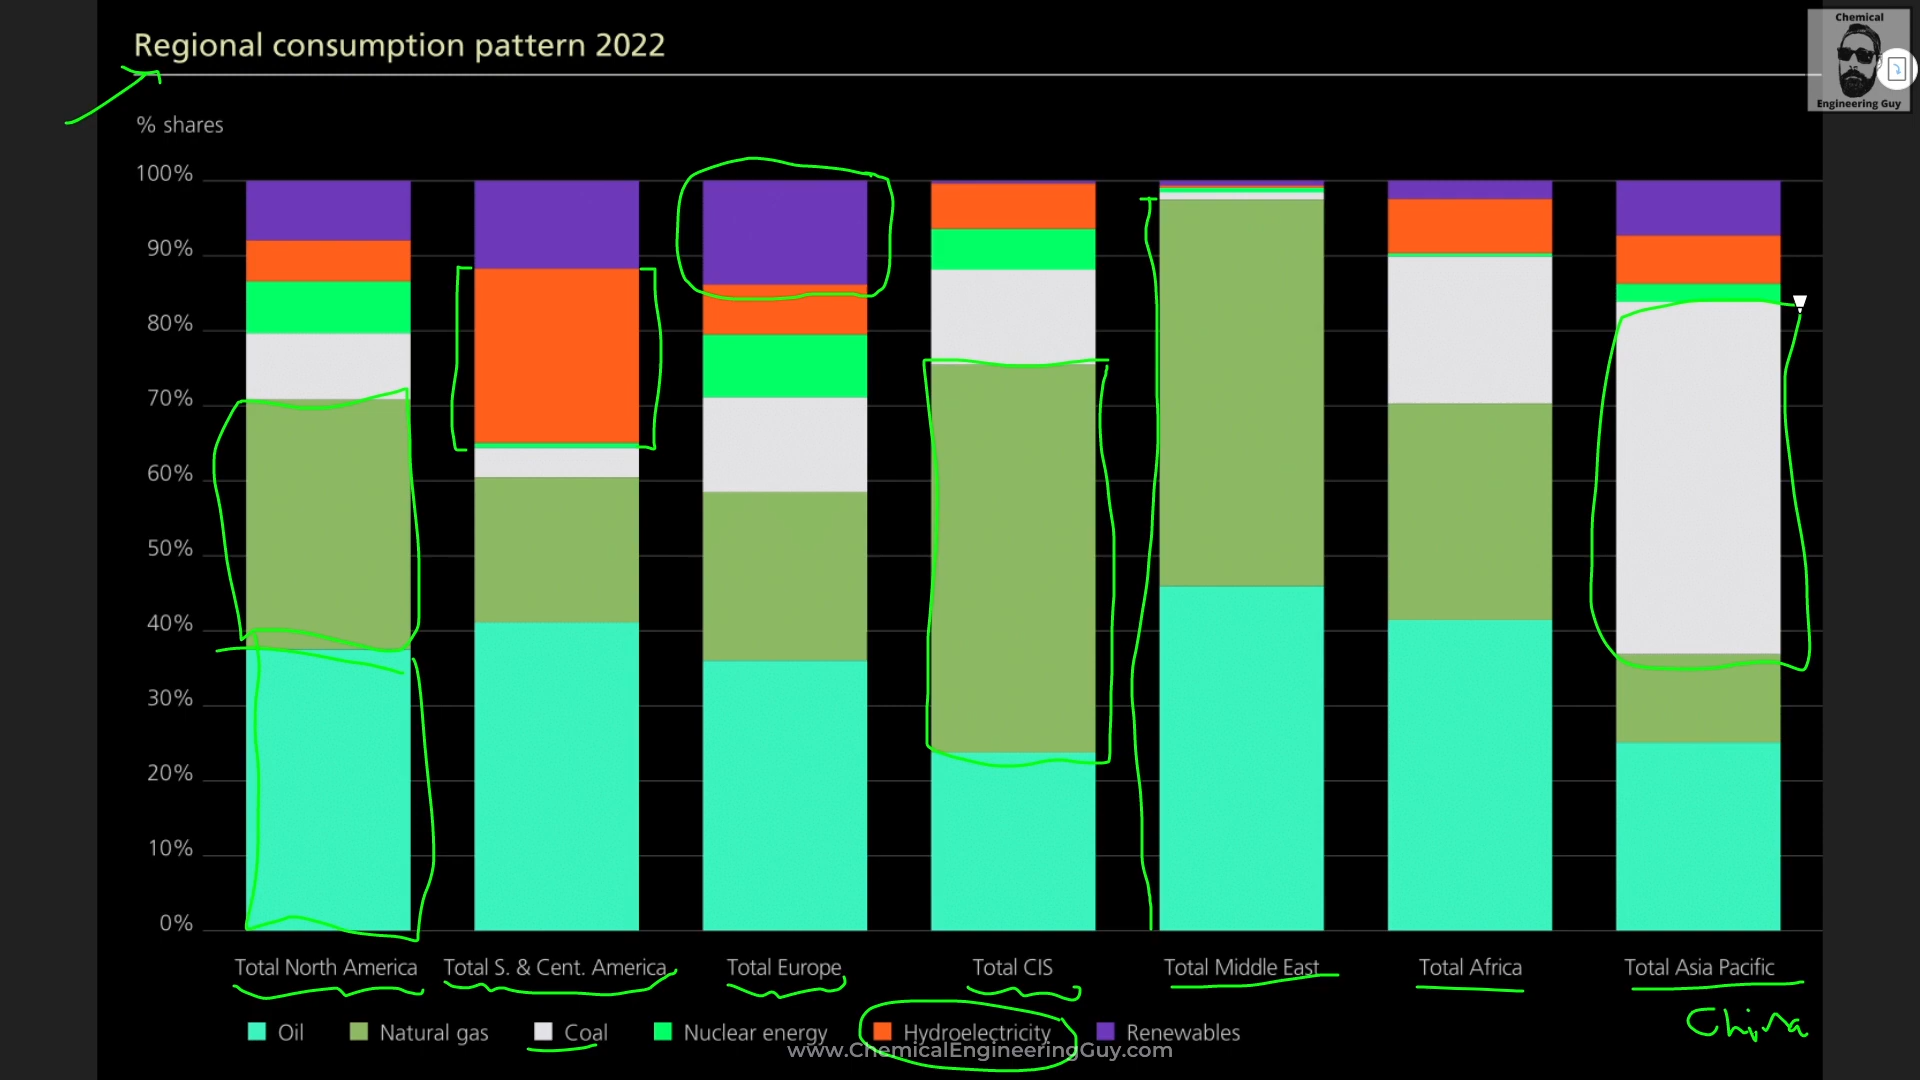 Regional consumption pattern 2022
Chemical
Engineering Guy
% shares
100%
90%
80%
70%
60%
50%
40%
30%
20%
10%
0%
Total North America Total S. & Cent. America Total Europe Total CIS Total Middle East Total Africa Total Asia Pacific
China
Oil Natural gas Coal Nuclear energy Hydroelectricity Renewables
www.ChemicalEngineeringGuy.com